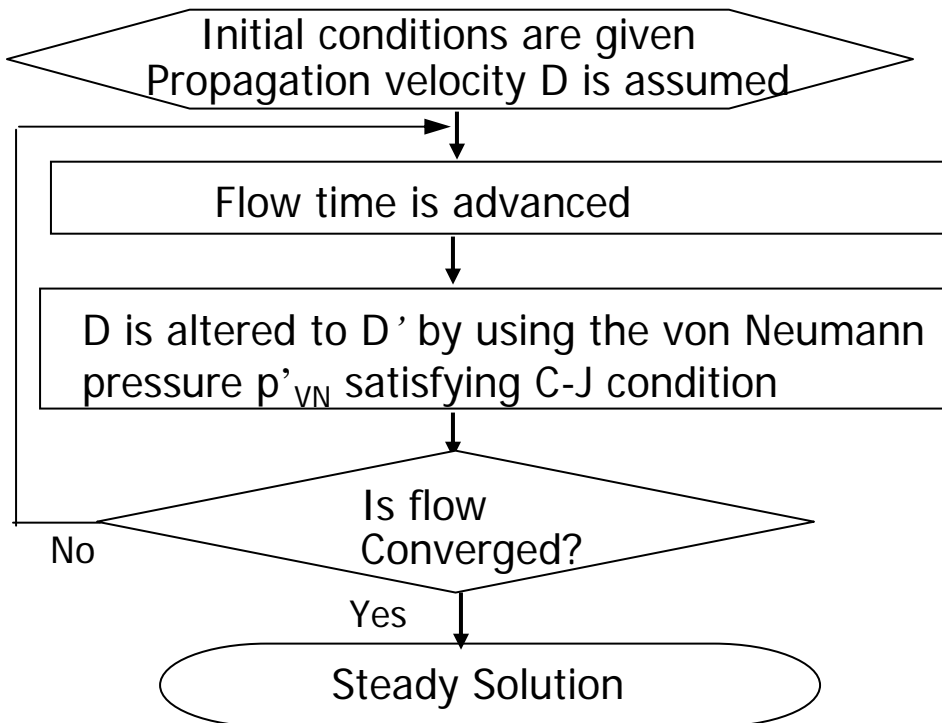 Initial conditions are given
Propagation velocity D is assumed
Flow time is advanced
D is altered to D ’ by using the von Neumann
pressure p'VN satisfying C-J condition
Is flow
Converged?
No
Yes
Steady Solution